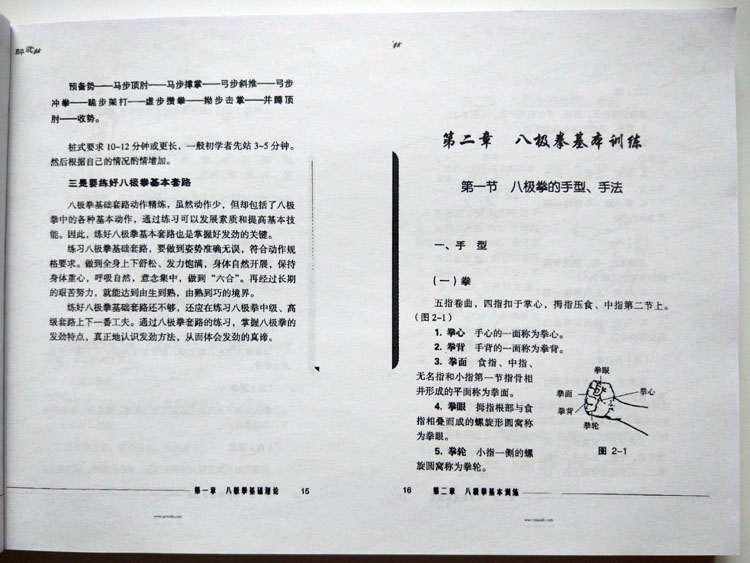 预备势——马步顶肘——马步撑掌——弓步斜推——弓步
冲拳——跪步架打——虚步攒拳——拗步击掌——并蹲顶
肘——收势。
桩式要求10~12分钟或更长，一般初学者先站3~5分钟。
然后根据自己的情况酌情增加。
三是要练好八极拳基本套路
八极拳基础套路动作精练，虽然动作少，但却包括了八极
拳中的各种基本动作，通过练习可以发展素质和提高基本技
能。因此，练好八极拳基本套路也是掌握好发劲的关键。
练习八极拳基础套路，要做到姿势准确无误，符合动作规
格要求。做到全身上下舒松、发力饱满，身体自然开展，保持
身体重心，呼吸自然，意念集中，做到“六合”。再经过长期
的艰苦努力，就能达到由生到熟，由熟到巧的境界。
练好八极拳基础套路还不够，还应在练习八极拳中级、高
级套路上下一番工夫。通过八极拳套路的练习，掌握八极拳的
发劲特点，真正地认识发劲方法，从而体会发劲的真谛。
第一章 八极拳基础理论 15
第二章 八极拳基本训练
第一节 八极拳的手型、手法
一、手 型
（一）拳
五指卷曲，四指扣于掌心，拇指压食、中指第二节上。
（图2-1）
1. 拳心 手心的一面称为拳心。
2. 拳背 手背的一面称为拳背。
3. 拳面 食指、中指、
无名指和小指第一节指骨相
并形成的平面称为拳面。
4. 拳眼 拇指根部与食
指相叠而成的螺旋形圆窝称
为拳眼。
5. 拳轮 小指一侧的螺
旋圆窝称为拳轮。
拳眼
拳面
拳心
拳背
拳轮
图 2-1
16 第二章 八极拳基本训练